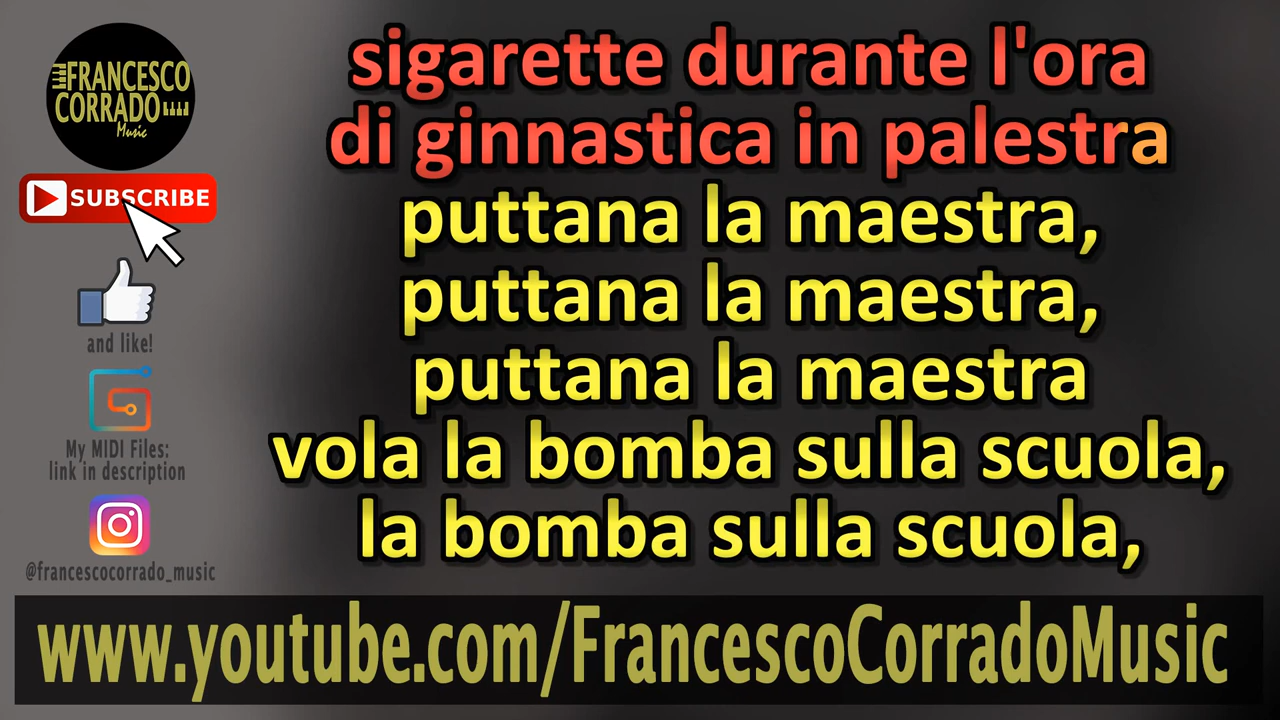 FRANCESCO
CORRADO
Music
SUBSCRIBE
and like!
My MIDI Files:
link in description
@francescocorrado_music
sigarette durante l'ora
di ginnastica in palestra
puttana la maestra,
puttana la maestra,
puttana la maestra
vola la bomba sulla scuola,
la bomba sulla scuola,
www.youtube.com/FrancescoCorradoMusic